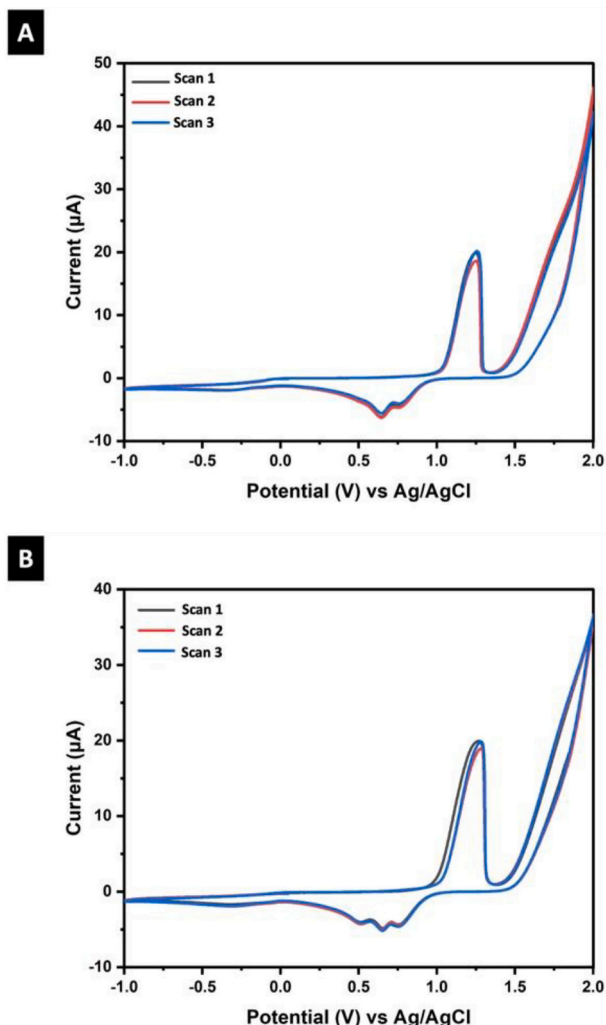 A
50
40
30
20
10
0
-10
Current (µA)
Scan 1
Scan 2
Scan 3
-1.0 -0.5 0.0 0.5 1.0 1.5 2.0
Potential (V) vs Ag/AgCl
B
40
30
20
10
0
-10
Current (µA)
Scan 1
Scan 2
Scan 3
-1.0 -0.5 0.0 0.5 1.0 1.5 2.0
Potential (V) vs Ag/AgCl